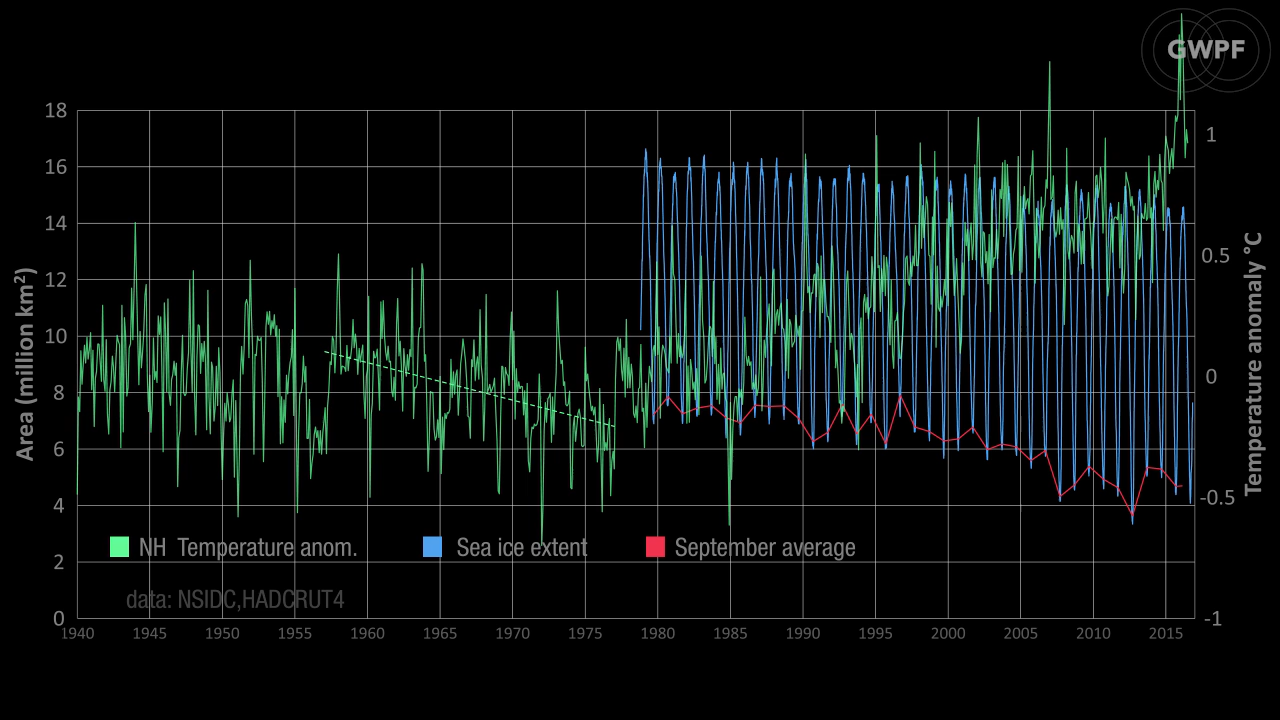 GWPF
18
16
14
12
10
8
6
4
2
0
Area (million km²)
1
0.5
0
-0.5
-1
Temperature anomaly °C
NH Temperature anom.
Sea ice extent
September average
data: NSIDC,HADCRUT4
1940 1945 1950 1955 1960 1965 1970 1975 1980 1985 1990 1995 2000 2005 2010 2015